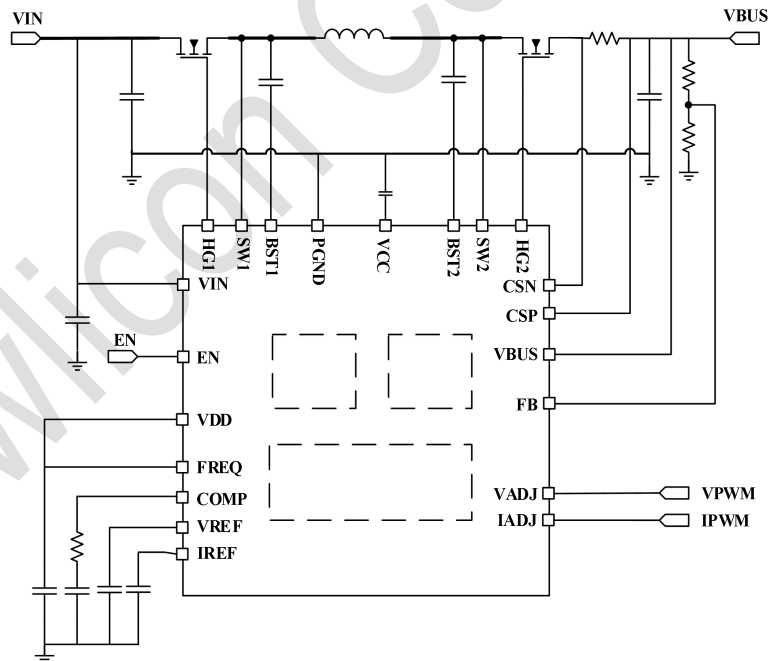 VIN
VBUS
HG1
SW1
BST1
PGND
VCC
BST2
SW2
HG2
VIN
CSN
CSP
EN
EN
VBUS
FB
VDD
FREQ
COMP
VADJ
VPWM
VREF
IADJ
IPWM
IREF